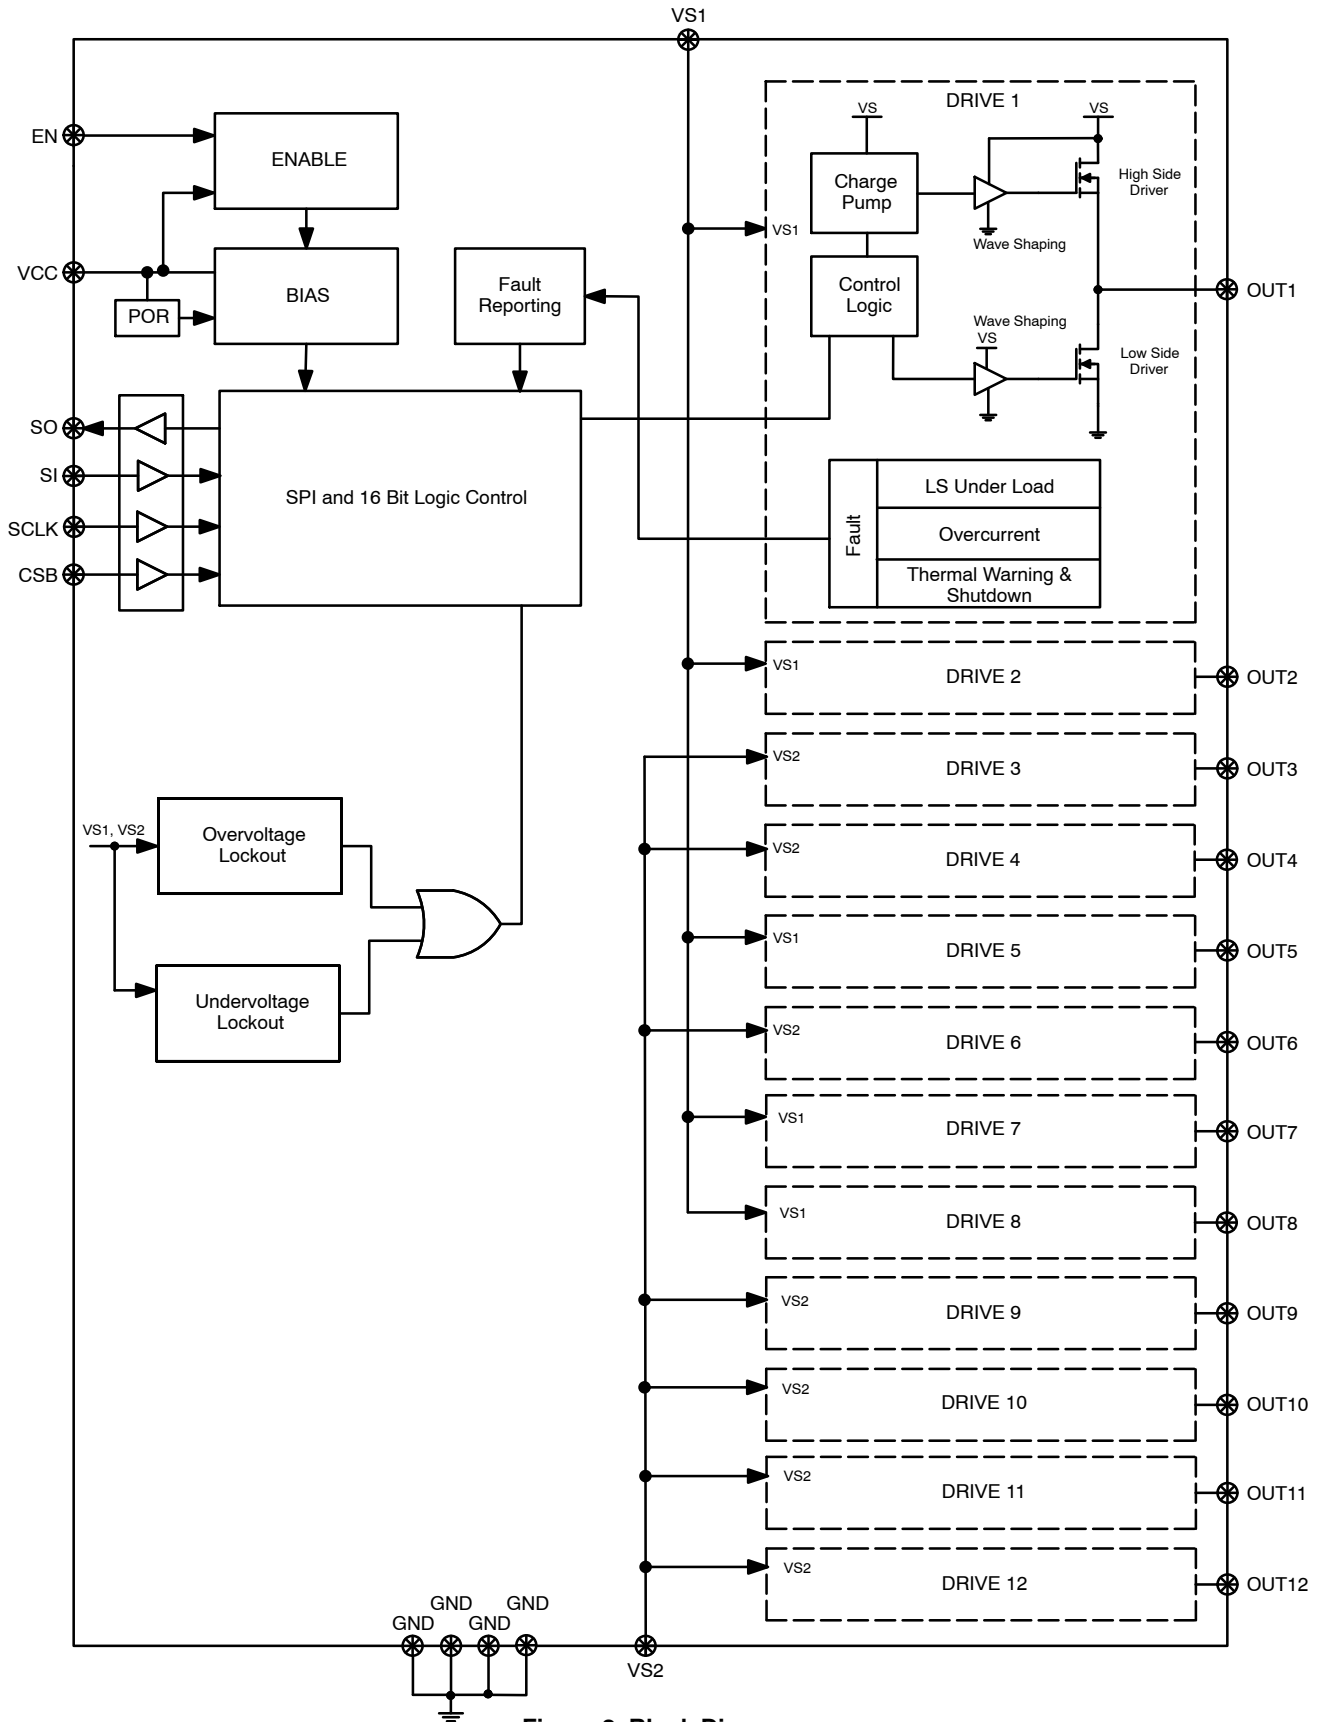 VS1
DRIVE 1
VS
VS
EN
ENABLE
Charge
Pump
High Side
Driver
VS1
Wave Shaping
VCC
BIAS
Fault
Reporting
Control
Logic
OUT1
POR
Wave Shaping
VS
Low Side
Driver
SO
SI
SPI and 16 Bit Logic Control
SCLK
CSB
Fault
LS Under Load
Overcurrent
Thermal Warning &
Shutdown
VS1
DRIVE 2
OUT2
VS2
DRIVE 3
OUT3
VS1, VS2
Overvoltage
Lockout
VS2
DRIVE 4
OUT4
VS1
DRIVE 5
OUT5
Undervoltage
Lockout
VS2
DRIVE 6
OUT6
VS1
DRIVE 7
OUT7
VS1
DRIVE 8
OUT8
VS2
DRIVE 9
OUT9
VS2
DRIVE 10
OUT10
VS2
DRIVE 11
OUT11
VS2
DRIVE 12
OUT12
GND
GND
GND
GND
VS2